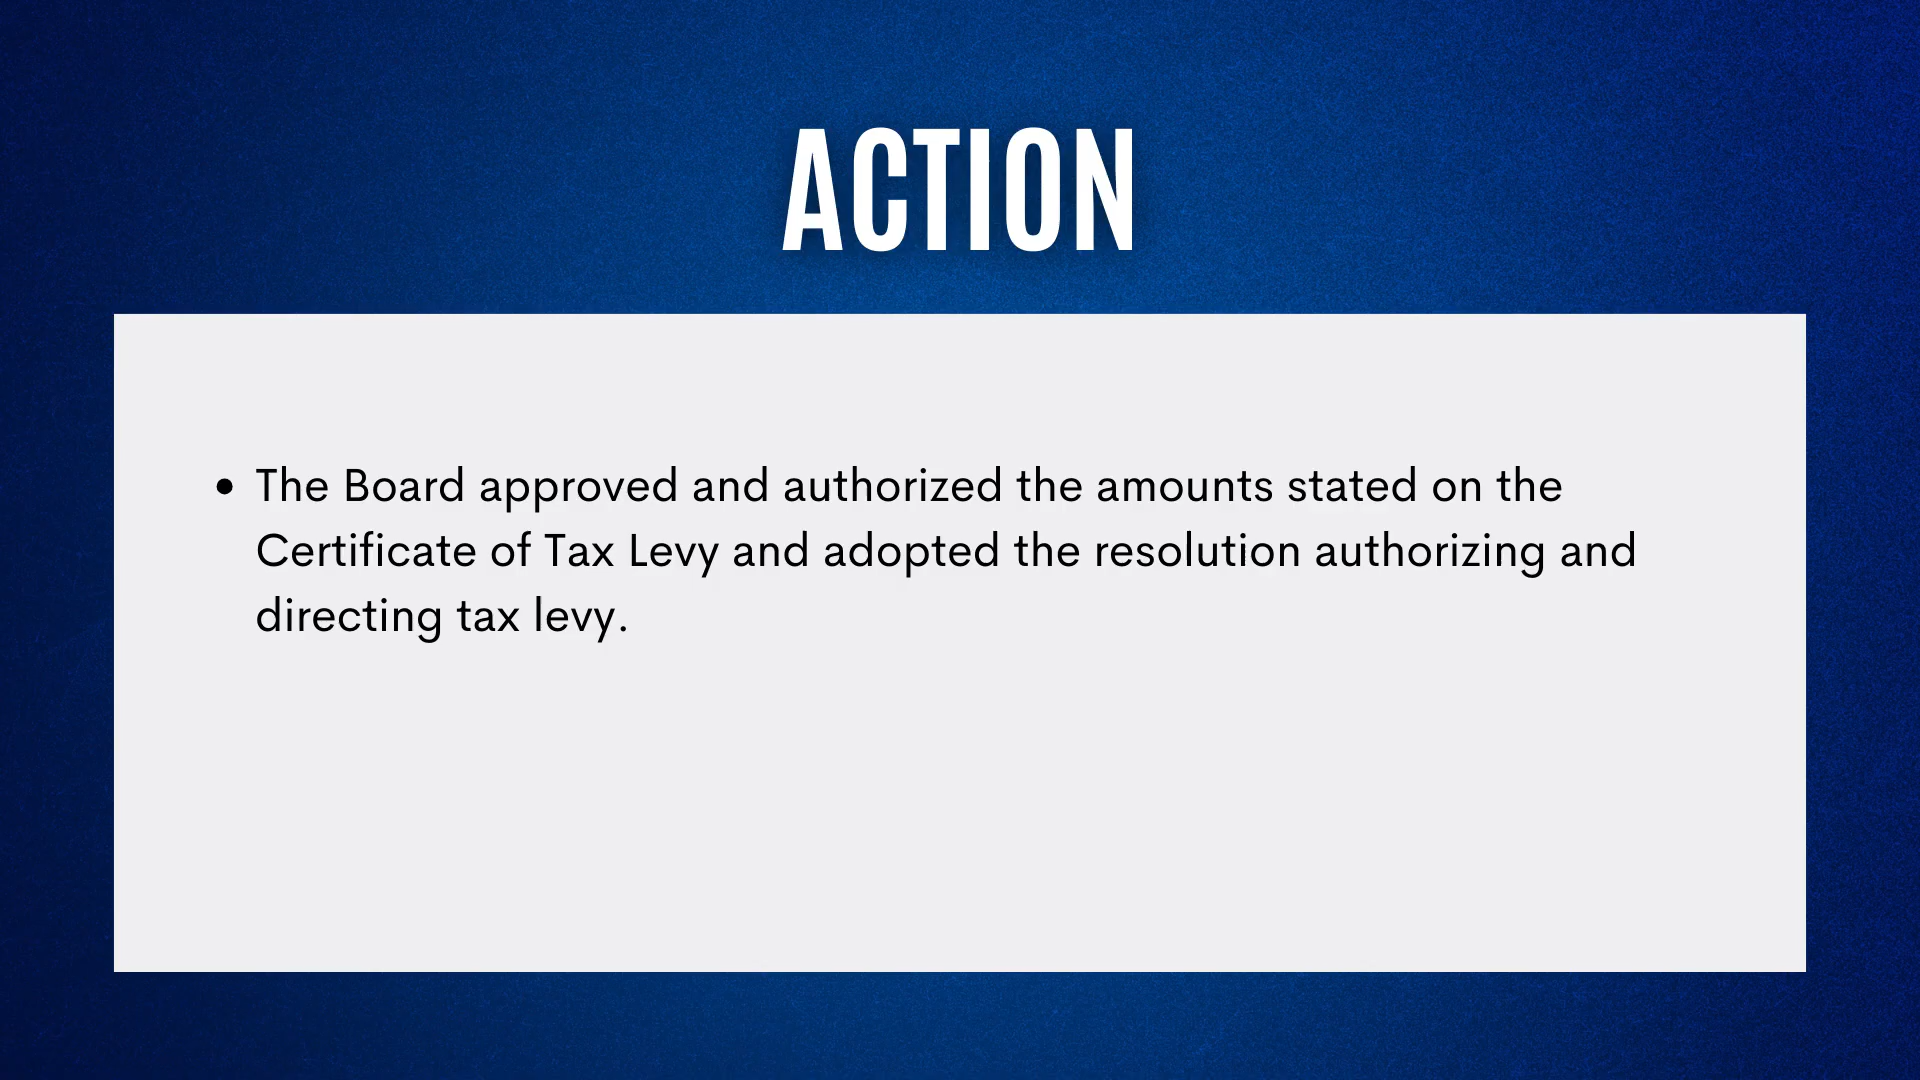 ACTION
• The Board approved and authorized the amounts stated on the
Certificate of Tax Levy and adopted the resolution authorizing and
directing tax levy.